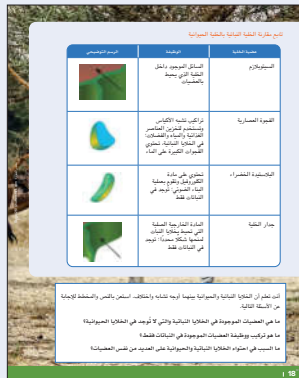 تابع مقارنة الخلية النباتية بالخلية الحيوانية
عضية الخلية
الوظيفة
الرسم التوضيحي
السيتوبلازم
السائل الموجود داخل
الخلية الذي يحيط
بالعضيات
الفجوة العصارية
تراكيب تشبه الأكياس
وتستخدم لتخزين العناصر
الغذائية والمياه والفضلات؛
في الخلايا النباتية، تحتوي
الفجوات الكبيرة على الماء
البلاستيدة الخضراء
تحتوي على مادة
الكلوروفيل وتقوم بعملية
البناء الضوئي؛ توجد في
النباتات فقط
جدار الخلية
المادة الخارجية الصلبة
التي تحيط بخلايا النبات
لتمنحها شكلا محددا؛ توجد
في النباتات فقط
أنت تعلم أن الخلايا النباتية والحيوانية بينهما أوجه تشابه واختلاف. استعن بالنص والمخطط للإجابة
عن الأسئلة التالية.
ما هي العضيات الموجودة في الخلايا النباتية والتي لا توجد في الخلايا الحيوانية؟
ما هو تركيب ووظيفة العضيات الموجودة في النباتات فقط؟
ما السبب في احتواء الخلايا النباتية والحيوانية على العديد من نفس العضيات؟
18